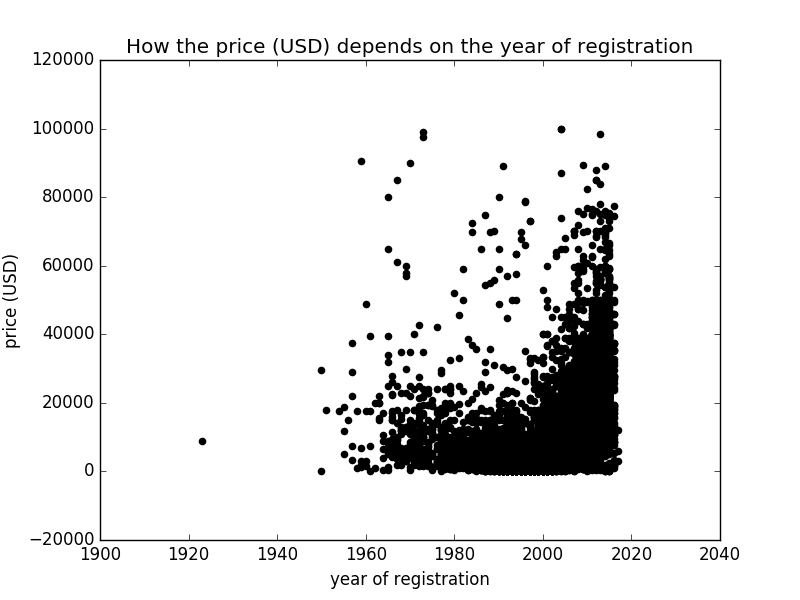 How the price (USD) depends on the year of registration
120000
100000
80000
60000
40000
20000
0
−20000
price (USD)
1900 1920 1940 1960 1980 2000 2020 2040
year of registration